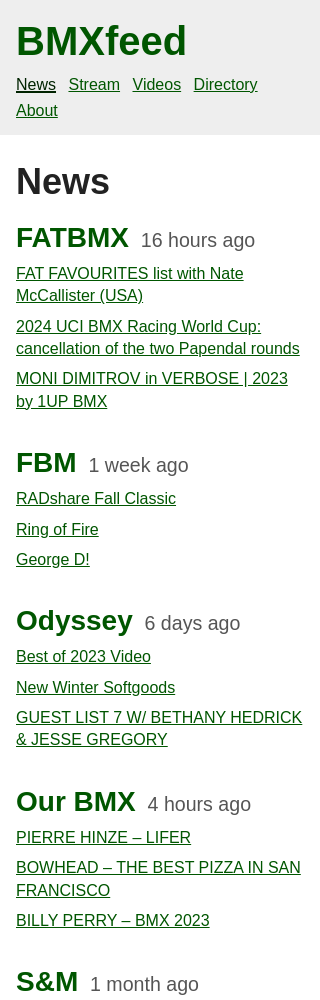 BMXfeed
News Stream Videos Directory
About
News
FATBMX 16 hours ago
FAT FAVOURITES list with Nate
McCallister (USA)
2024 UCI BMX Racing World Cup:
cancellation of the two Papendal rounds
MONI DIMITROV in VERBOSE | 2023
by 1UP BMX
FBM 1 week ago
RADshare Fall Classic
Ring of Fire
George D!
Odyssey 6 days ago
Best of 2023 Video
New Winter Softgoods
GUEST LIST 7 W/ BETHANY HEDRICK
& JESSE GREGORY
Our BMX 4 hours ago
PIERRE HINZE – LIFER
BOWHEAD – THE BEST PIZZA IN SAN
FRANCISCO
BILLY PERRY – BMX 2023
S&M 1 month ago